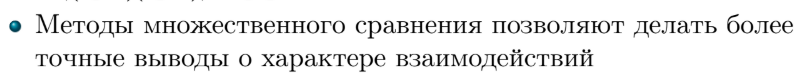 Методы множественного сравнения позволяют делать более
точные выводы о характере взаимодействий